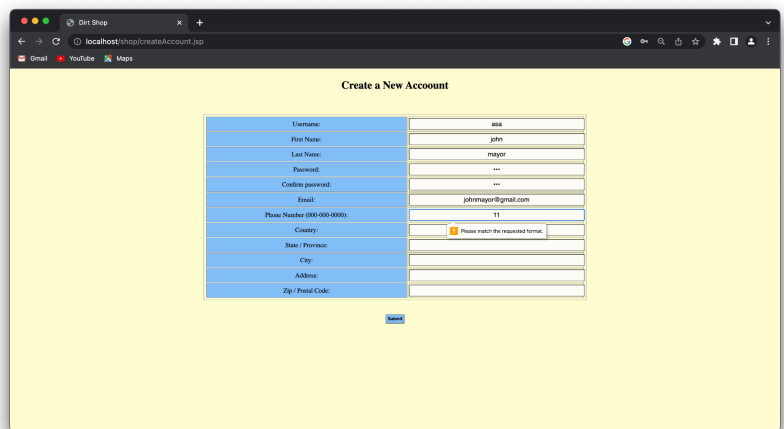 Dirt Shop
localhost/shop/createAccount.jsp
Gmail YouTube Maps
Create a New Accoount
Username: asa
First Name: john
Last Name: mayor
Password: •••
Confirm password: •••
Email: johnmayor@gmail.com
Phone Number (000-000-0000): 11
Country:
Please match the requested format.
State / Province:
City:
Address:
Zip / Postal Code:
Submit